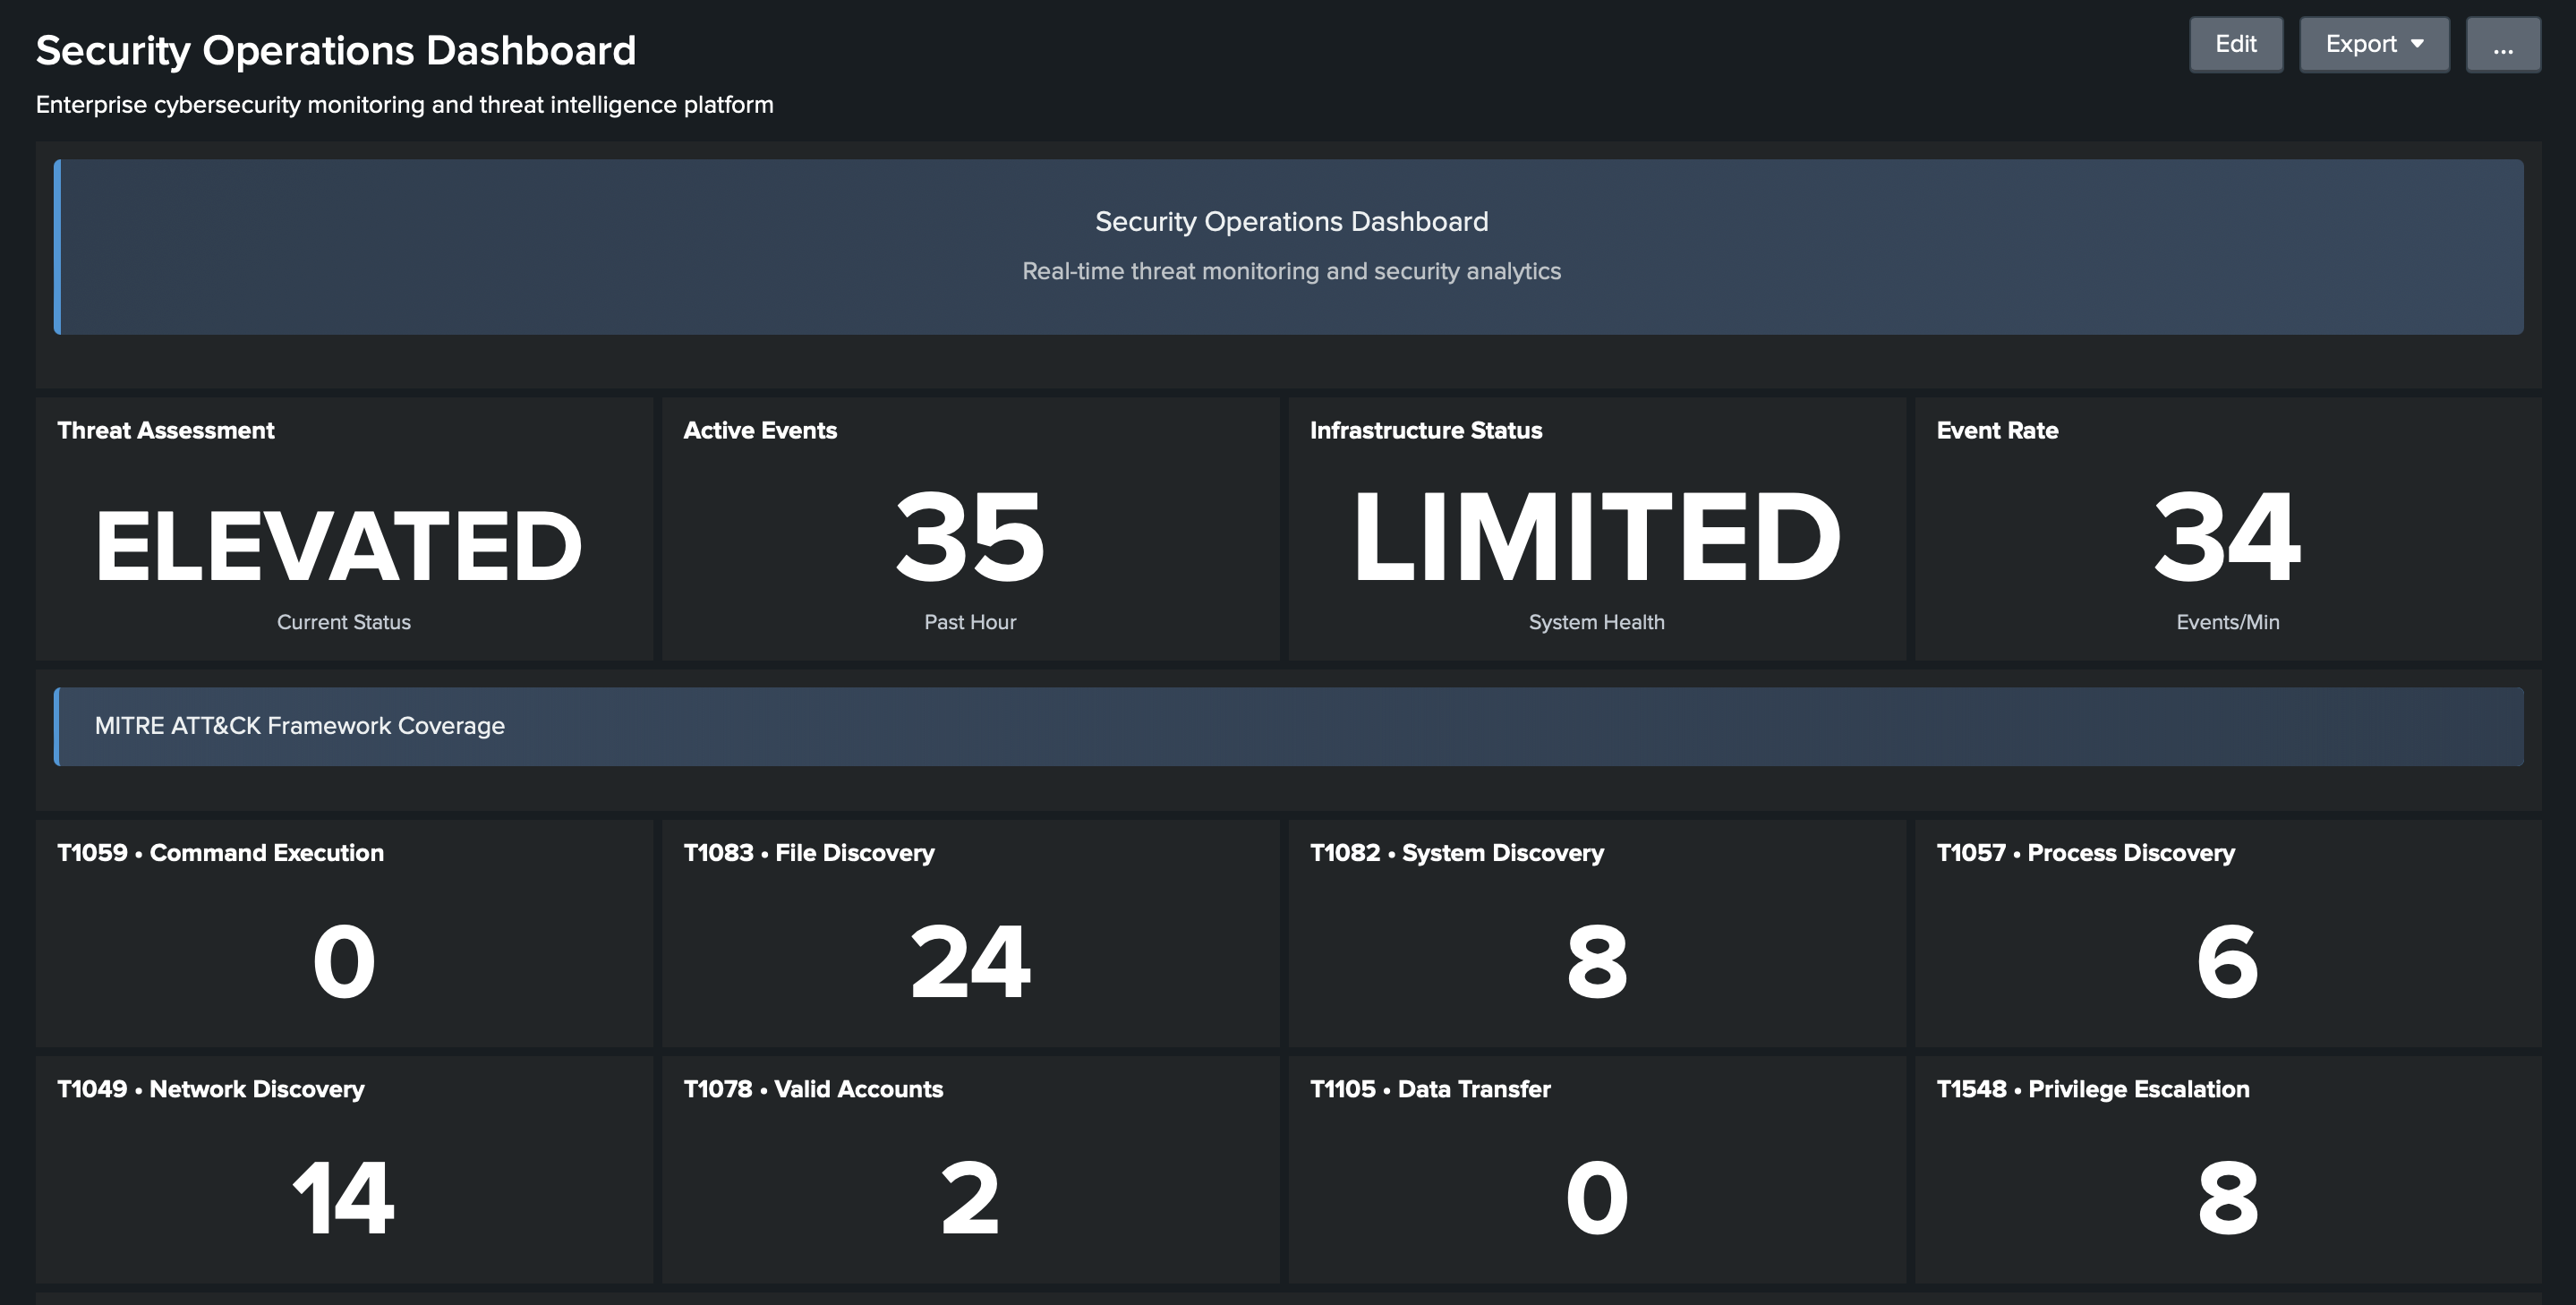 Security Operations Dashboard
Edit
Export
...
Enterprise cybersecurity monitoring and threat intelligence platform
Security Operations Dashboard
Real-time threat monitoring and security analytics
Threat Assessment
ELEVATED
Current Status
Active Events
35
Past Hour
Infrastructure Status
LIMITED
System Health
Event Rate
34
Events/Min
MITRE ATT&CK Framework Coverage
T1059 • Command Execution
0
T1083 • File Discovery
24
T1082 • System Discovery
8
T1057 • Process Discovery
6
T1049 • Network Discovery
14
T1078 • Valid Accounts
2
T1105 • Data Transfer
0
T1548 • Privilege Escalation
8